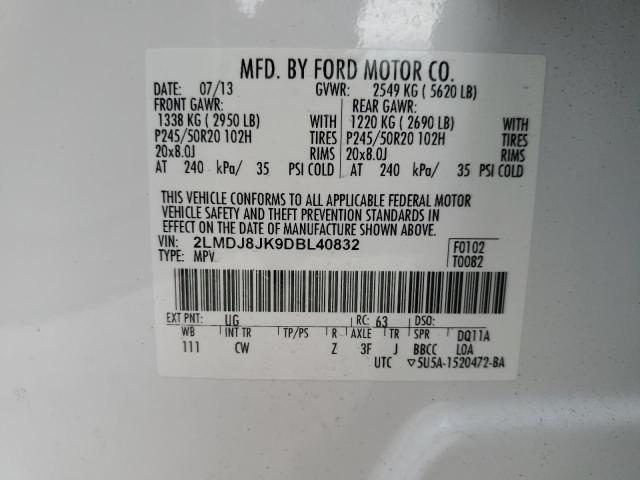 MFD. BY FORD MOTOR CO.
DATE: 07/13 GVWR: 2549 KG ( 5620 LB)
FRONT GAWR: REAR GAWR:
1338 KG ( 2950 LB) WITH 1220 KG ( 2690 LB) WITH
P245/50R20 102H TIRES P245/50R20 102H TIRES
20x8.0J RIMS 20x8.0J RIMS
AT 240 kPa/ 35 PSI COLD AT 240 kPa/ 35 PSI COLD
THIS VEHICLE CONFORMS TO ALL APPLICABLE FEDERAL MOTOR
VEHICLE SAFETY AND THEFT PREVENTION STANDARDS IN
EFFECT ON THE DATE OF MANUFACTURE SHOWN ABOVE.
VIN: 2LMDJ8JK9DBL40832 F0102
TYPE: MPV T0082
EXT PNT: UG RC: 63 DQ11A
WB INT TR TP/PS R AXLE TR SPR
111 CW Z 3F J BBCC LOA
UTC ▽5U5A-1520472-BA